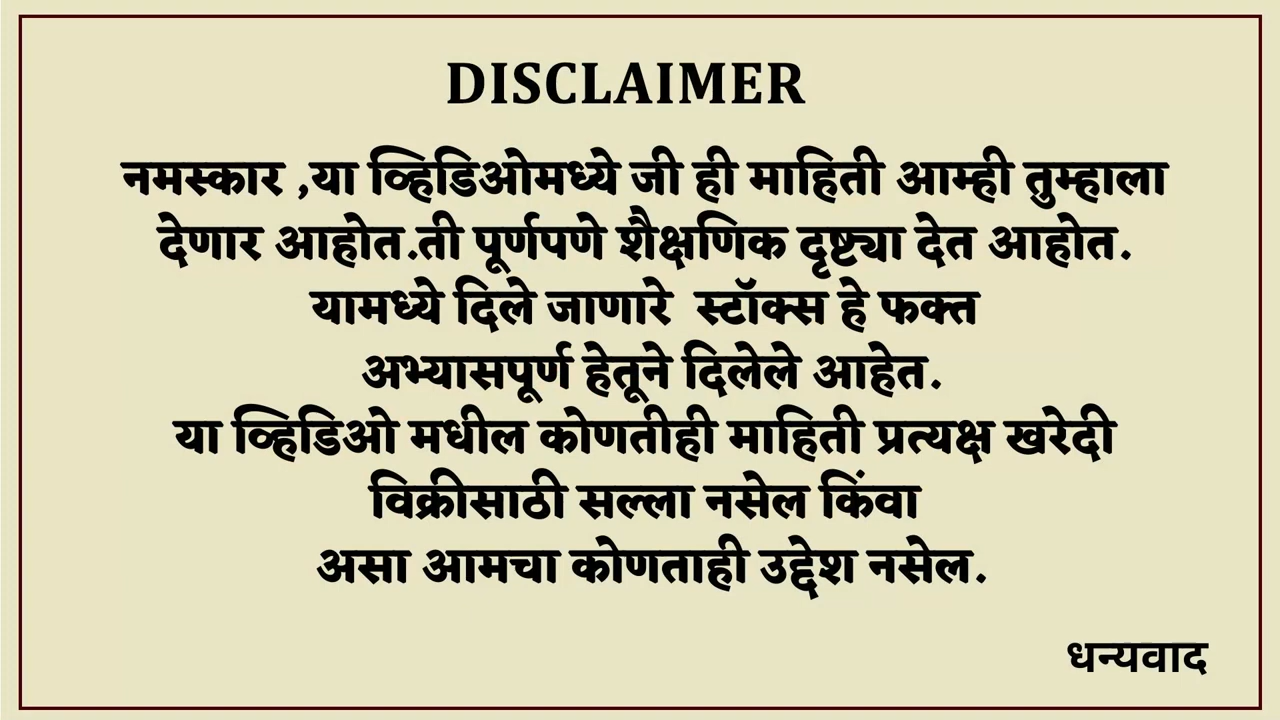 DISCLAIMER
नमस्कार ,या व्हिडिओमध्ये जी ही माहिती आम्ही तुम्हाला
देणार आहोत.ती पूर्णपणे शैक्षणिक दृष्ट्या देत आहोत.
यामध्ये दिले जाणारे  स्टॉक्स हे फक्त
अभ्यासपूर्ण हेतूने दिलेले आहेत.
या व्हिडिओ मधील कोणतीही माहिती प्रत्यक्ष खरेदी
विक्रीसाठी सल्ला नसेल किंवा
असा आमचा कोणताही उद्देश नसेल.
धन्यवाद